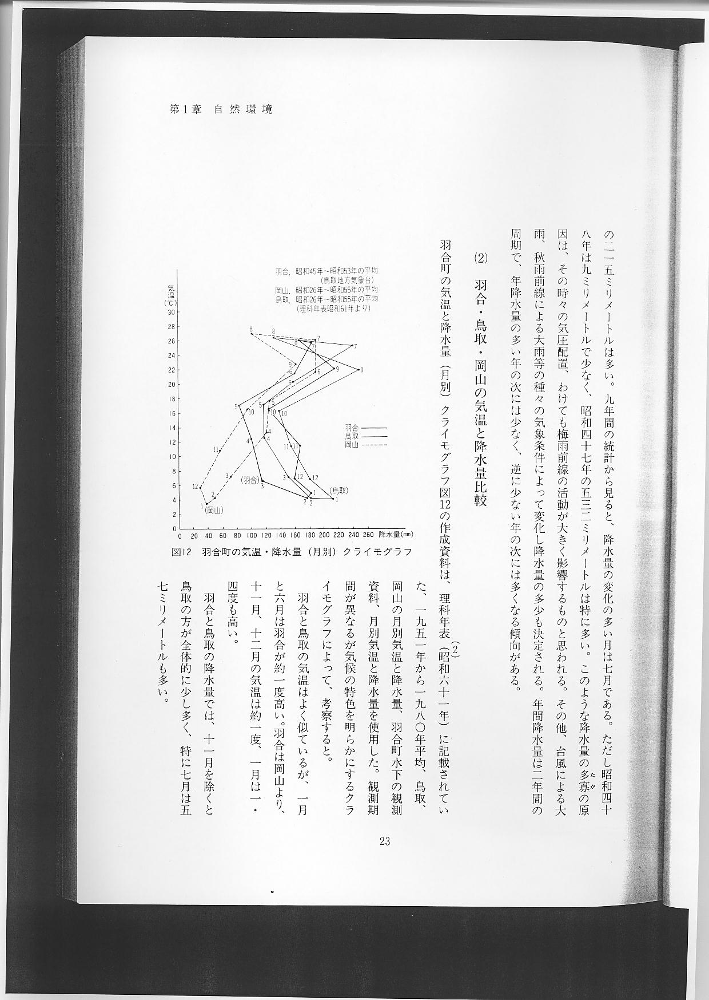 第1章 自然環境
の二一五ミリメートルは多い。九年間の統計から見ると、降水量の変化の多い月は七月である。ただし昭和四十
八年は九ミリメートルで少なく、昭和四十七年の五三二ミリメートルは特に多い。このような降水量の多寡の原
たか
因は、その時々の気圧配置、わけても梅雨前線の活動が大きく影響するものと思われる。その他、台風による大
雨、秋雨前線による大雨等の種々の気象条件によって変化し降水量の多少も決定される。年間降水量は二年間の
周期で、年降水量の多い年の次には少なく、逆に少ない年の次には多くなる傾向がある。
(2) 羽合・鳥取・岡山の気温と降水量比較
羽合町の気温と降水量(月別)クライモグラフ図12の作成資料は、理科年表(昭和六十一年)に記載されてい
(2)
た、一九五一年から一九八〇年平均、鳥取、
岡山の月別気温と降水量、羽合町水下の観測
資料、月別気温と降水量を使用した。観測期
間が異なるが気候の特色を明らかにするクラ
イモグラフによって、考察すると。
羽合と鳥取の気温はよく似ているが、一月
と六月は羽合が約一度高い。羽合は岡山より、
十一月、十二月の気温は約一度、一月は一・
四度も高い。
羽合と鳥取の降水量では、十一月を除くと
鳥取の方が全体的に少し多く、特に七月は五
七ミリメートルも多い。
羽合.昭和45年〜昭和53年の平均
(鳥取地方気象台)
岡山.昭和26年〜昭和55年の平均
鳥取.昭和26年〜昭和55年の平均
(理科年表昭和61年より)
気温(℃)
30
28
26
24
22
20
18
16
14
12
10
8
6
4
2
0
0 20 40 60 80 100 120 140 160 180 200 220 240 260 降水量(mm)
8
8
8
7
7
7
9
9
9
6
6
6
5
5
5
10
10
10
4
4
4
11
11
11
3
3
3
12
12
12
2
2
2
1
1
1
羽合
鳥取
岡山
(羽合)
(鳥取)
(岡山)
図12 羽合町の気温・降水量(月別)クライモグラフ
23